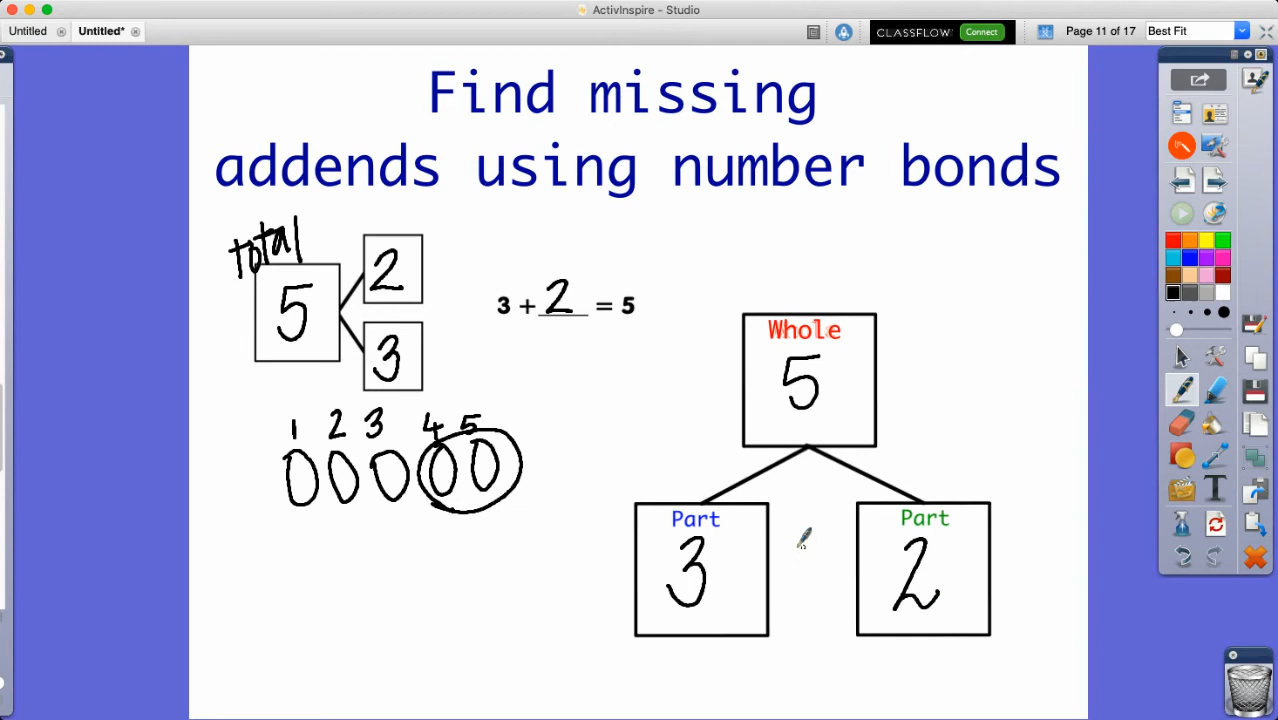 ActivInspire - Studio
Untitled
Untitled*
CLASSFLOW
Connect
Page 11 of 17
Best Fit
Find missing
addends using number bonds
total
5
2
3
3 + 2 = 5
1 2 3 4 5
Whole
5
Part
3
Part
2
T